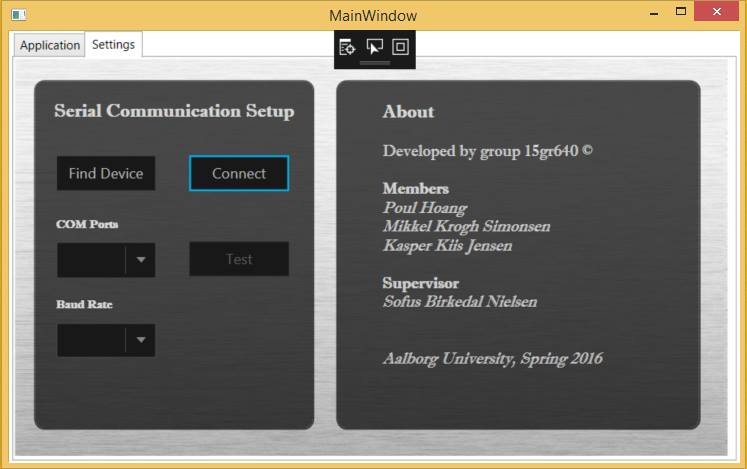 MainWindow
Application Settings
Serial Communication Setup
Find Device Connect
COM Ports
Test
Baud Rate
About
Developed by group 15gr640 ©
Members
Poul Hoang
Mikkel Krogh Simonsen
Kasper Kiis Jensen
Supervisor
Sofus Birkedal Nielsen
Aalborg University, Spring 2016